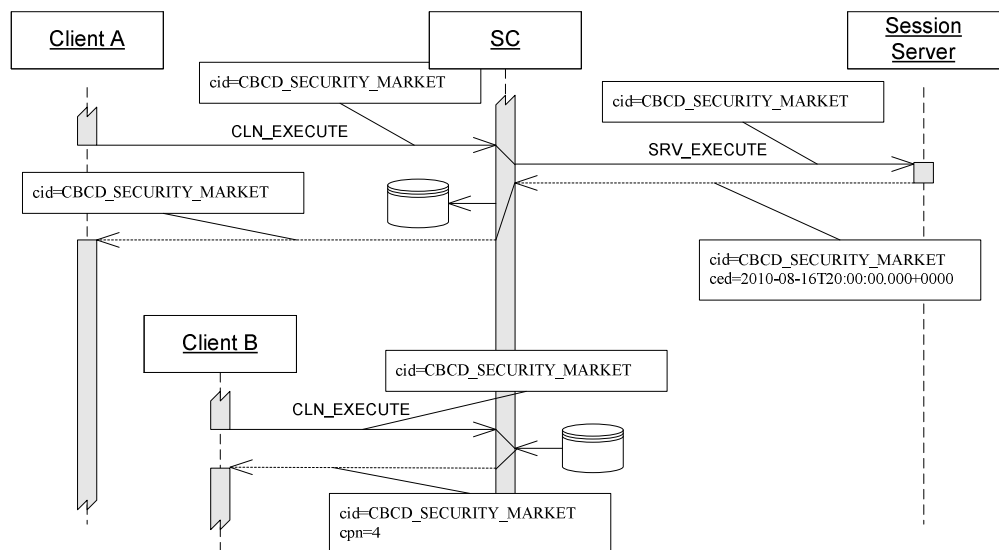 Client A
SC
Session
Server
cid=CBCD_SECURITY_MARKET
cid=CBCD_SECURITY_MARKET
CLN_EXECUTE
SRV_EXECUTE
cid=CBCD_SECURITY_MARKET
cid=CBCD_SECURITY_MARKET
ced=2010-08-16T20:00:00.000+0000
Client B
cid=CBCD_SECURITY_MARKET
CLN_EXECUTE
cid=CBCD_SECURITY_MARKET
cpn=4